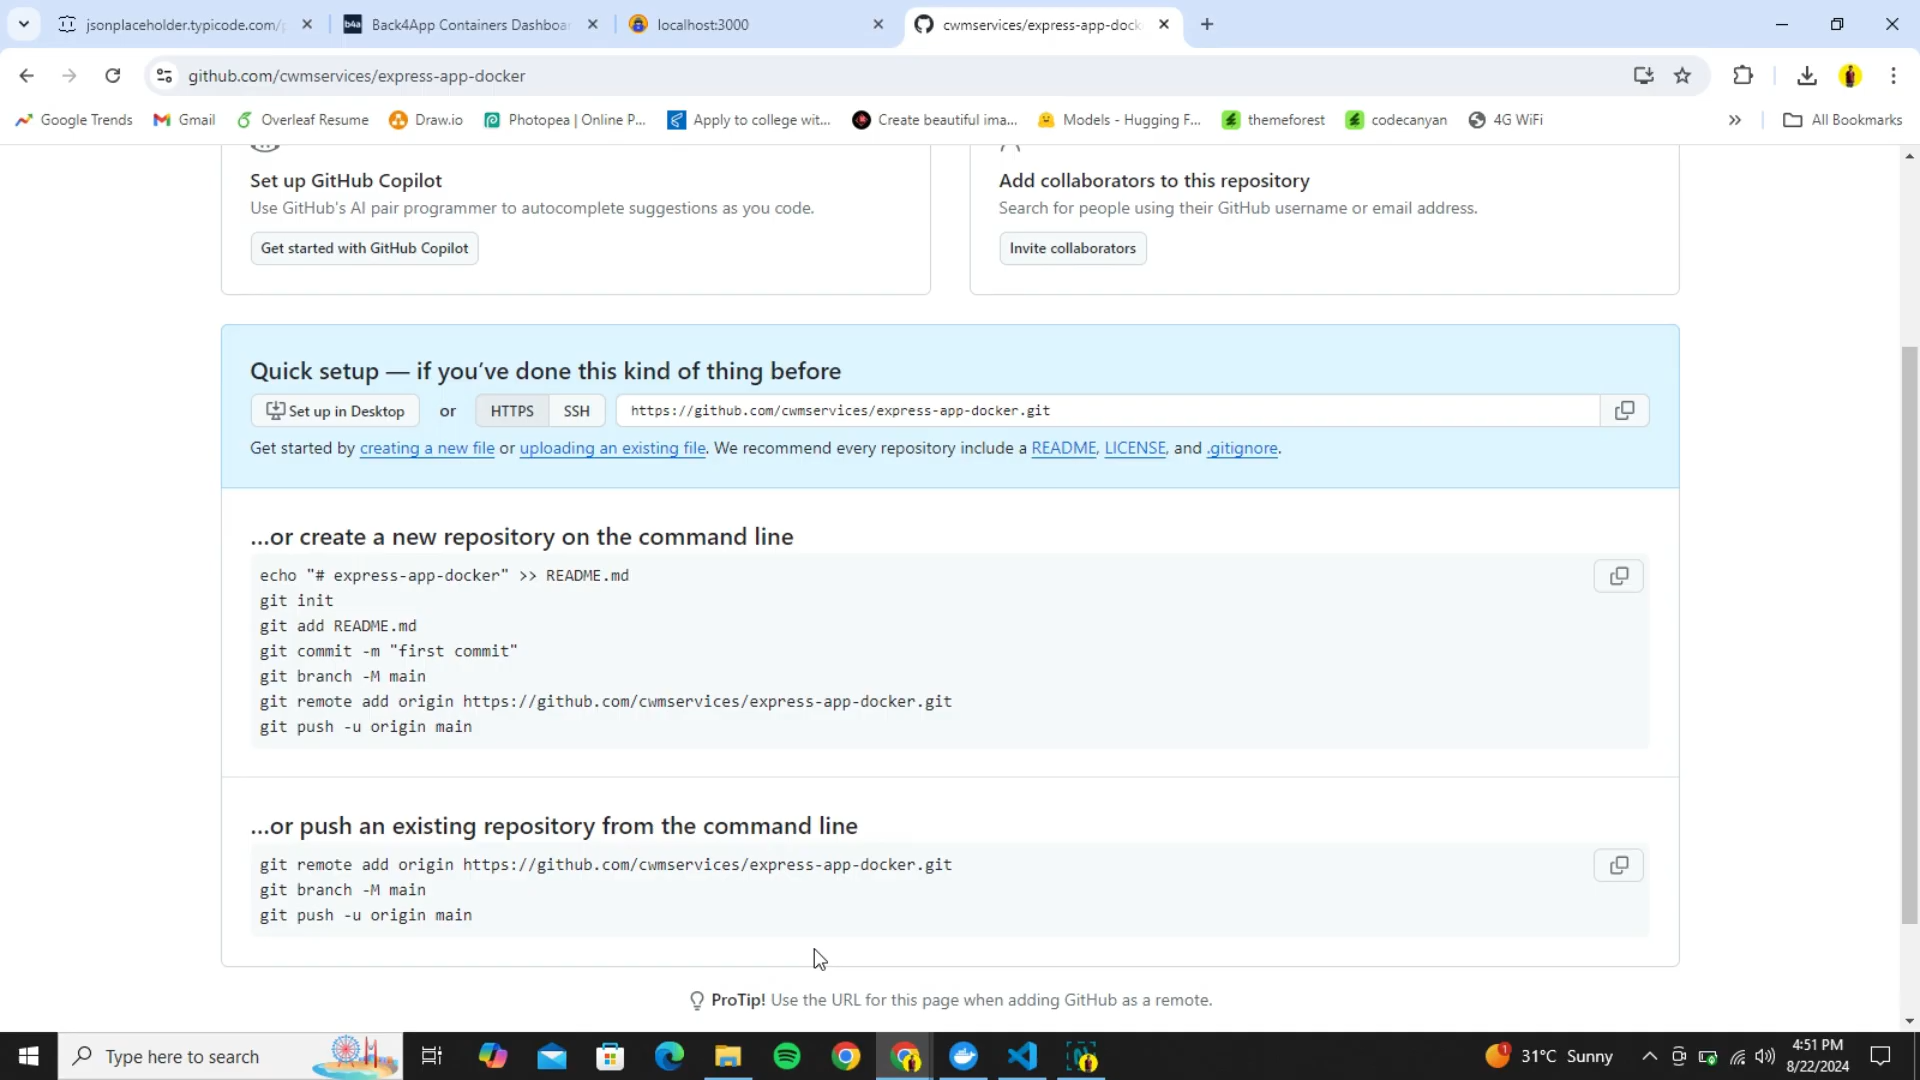 jsonplaceholder.typicode.com/p
Back4App Containers Dashboar
localhost:3000
cwmservices/express-app-dock
github.com/cwmservices/express-app-docker
Google Trends
Gmail
Overleaf Resume
Draw.io
Photopea | Online P...
Apply to college wit...
Create beautiful ima...
Models - Hugging F...
themeforest
codecanyan
4G WiFi
»
All Bookmarks
Set up GitHub Copilot
Use GitHub's AI pair programmer to autocomplete suggestions as you code.
Get started with GitHub Copilot
Add collaborators to this repository
Search for people using their GitHub username or email address.
Invite collaborators
Quick setup — if you’ve done this kind of thing before
Set up in Desktop or HTTPS SSH https://github.com/cwmservices/express-app-docker.git
Get started by creating a new file or uploading an existing file. We recommend every repository include a README, LICENSE, and .gitignore.
...or create a new repository on the command line
echo "# express-app-docker" >> README.md
git init
git add README.md
git commit -m "first commit"
git branch -M main
git remote add origin https://github.com/cwmservices/express-app-docker.git
git push -u origin main
...or push an existing repository from the command line
git remote add origin https://github.com/cwmservices/express-app-docker.git
git branch -M main
git push -u origin main
ProTip! Use the URL for this page when adding GitHub as a remote.
Type here to search
1
31°C Sunny
4:51 PM
8/22/2024